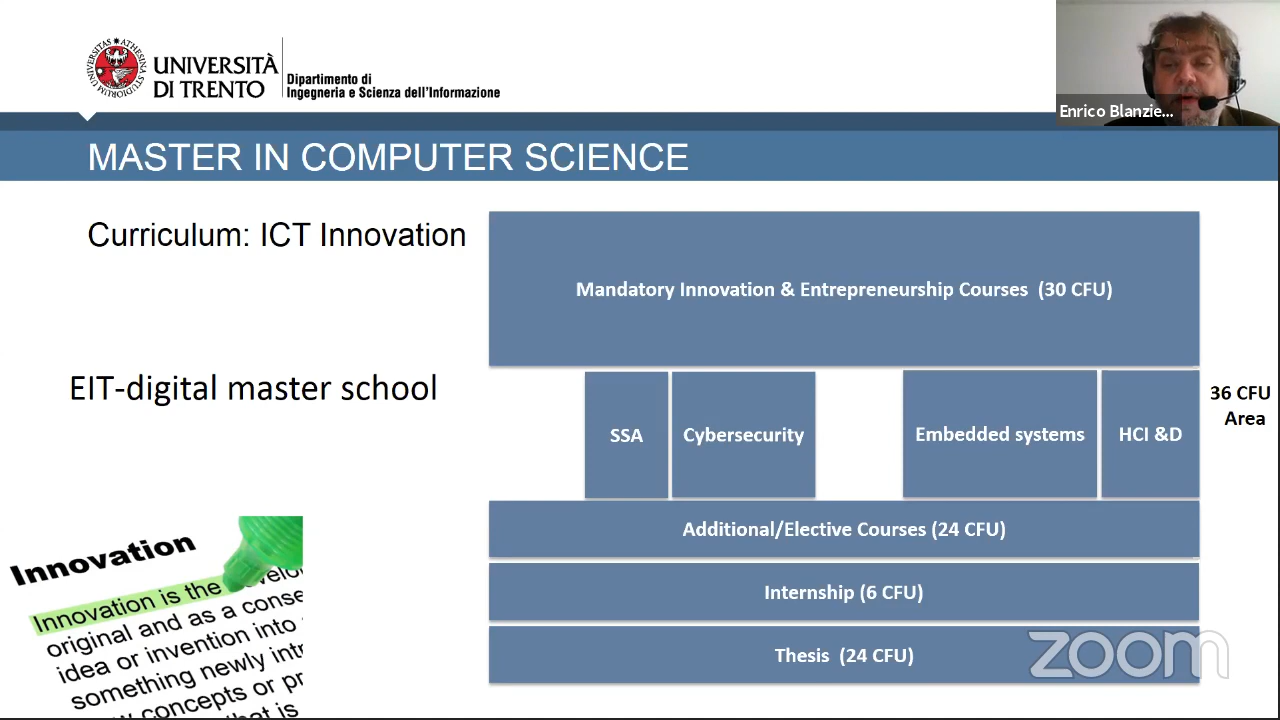 UNIVERSITÀ
DI TRENTO
Dipartimento di
Ingegneria e Scienza dell'Informazione
Enrico Blanzie...
MASTER IN COMPUTER SCIENCE
Curriculum: ICT Innovation
Mandatory Innovation & Entrepreneurship Courses (30 CFU)
EIT-digital master school
SSA
Cybersecurity
Embedded systems
HCI &D
36 CFU
Area
Additional/Elective Courses (24 CFU)
Internship (6 CFU)
Thesis (24 CFU)
Innovation
Innovation is the
original and as a
idea or invention into
something newly
concepts or
that is
zoom